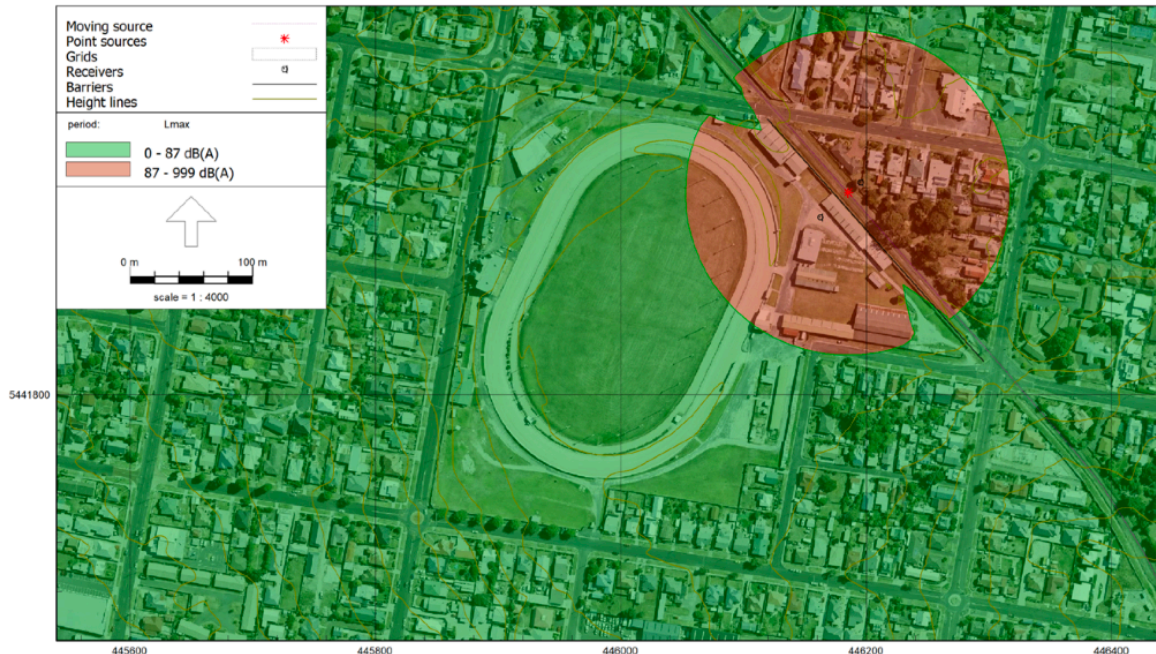 Moving source
Point sources
Grids
Receivers
Barriers
Height lines
period: Lmax
0 - 87 dB(A)
87 - 999 dB(A)
0 m 100 m
scale = 1 : 4000
5441800
445600 445800 446000 446200 446400